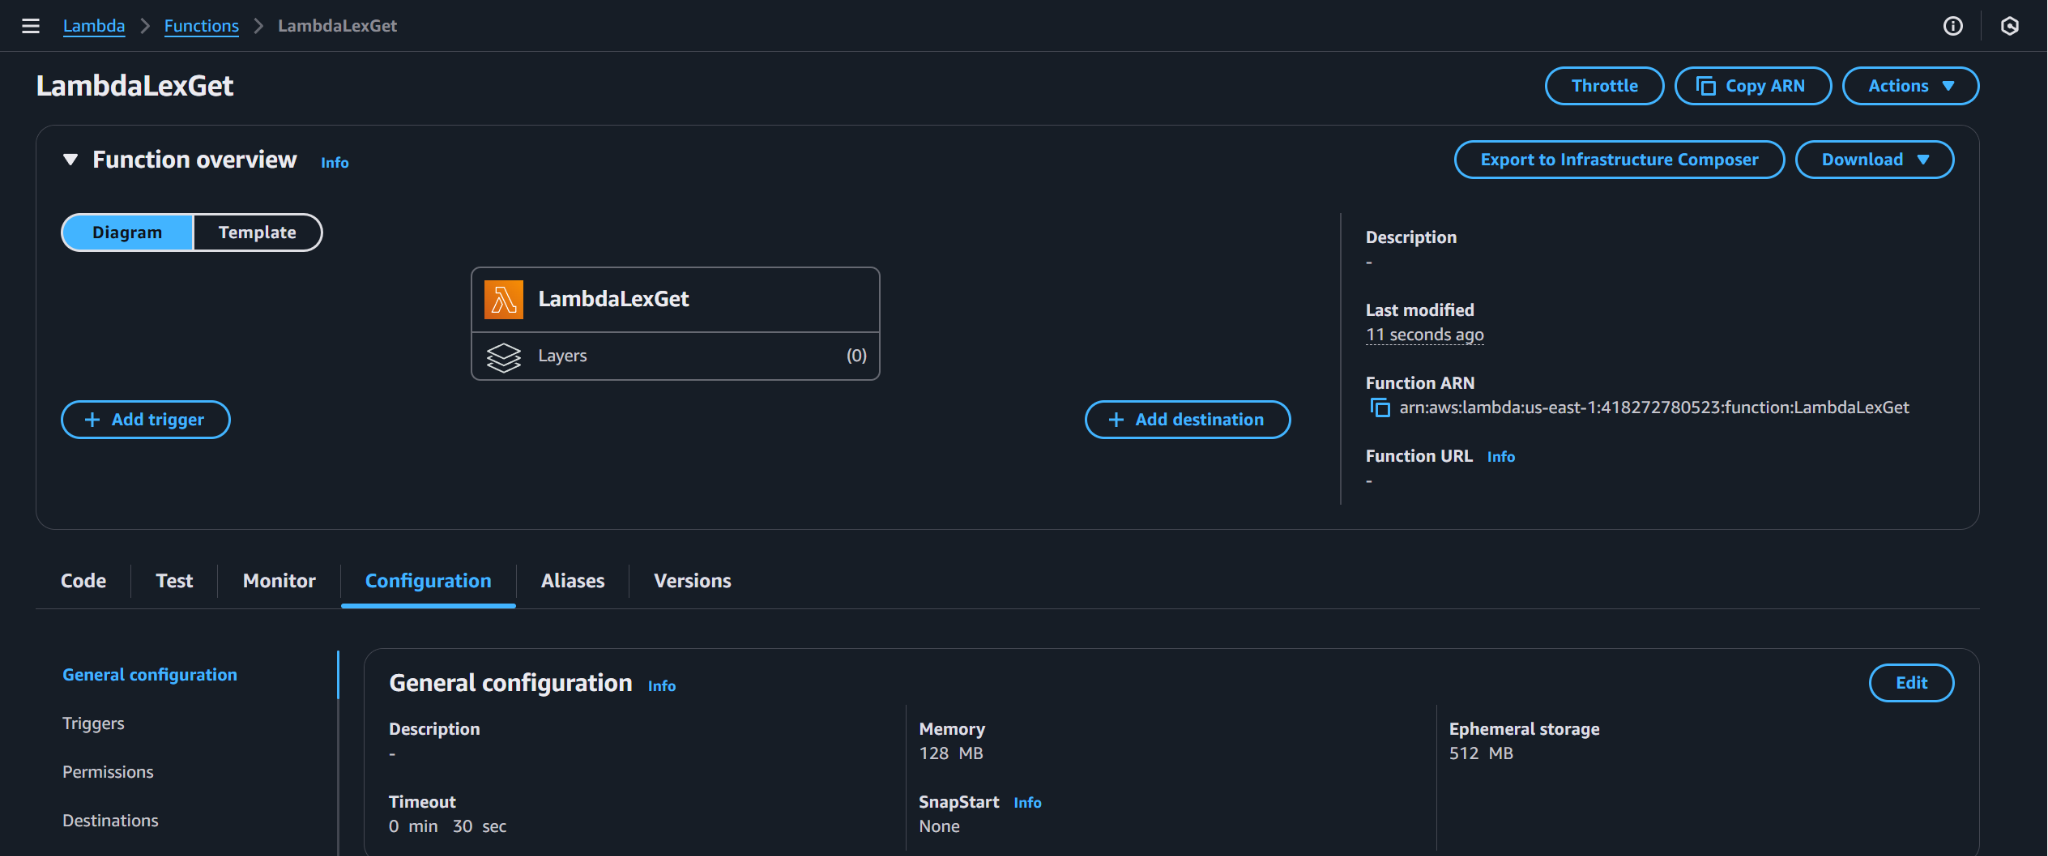 Lambda > Functions > LambdaLexGet
LambdaLexGet
Throttle
Copy ARN
Actions
Function overview Info
Export to Infrastructure Composer
Download
Diagram
Template
LambdaLexGet
Layers (0)
+ Add trigger
+ Add destination
Description
-
Last modified
11 seconds ago
Function ARN
arn:aws:lambda:us-east-1:418272780523:function:LambdaLexGet
Function URL Info
-
Code
Test
Monitor
Configuration
Aliases
Versions
General configuration
Triggers
Permissions
Destinations
General configuration Info
Edit
Description
-
Memory
128 MB
Ephemeral storage
512 MB
Timeout
0 min 30 sec
SnapStart Info
None